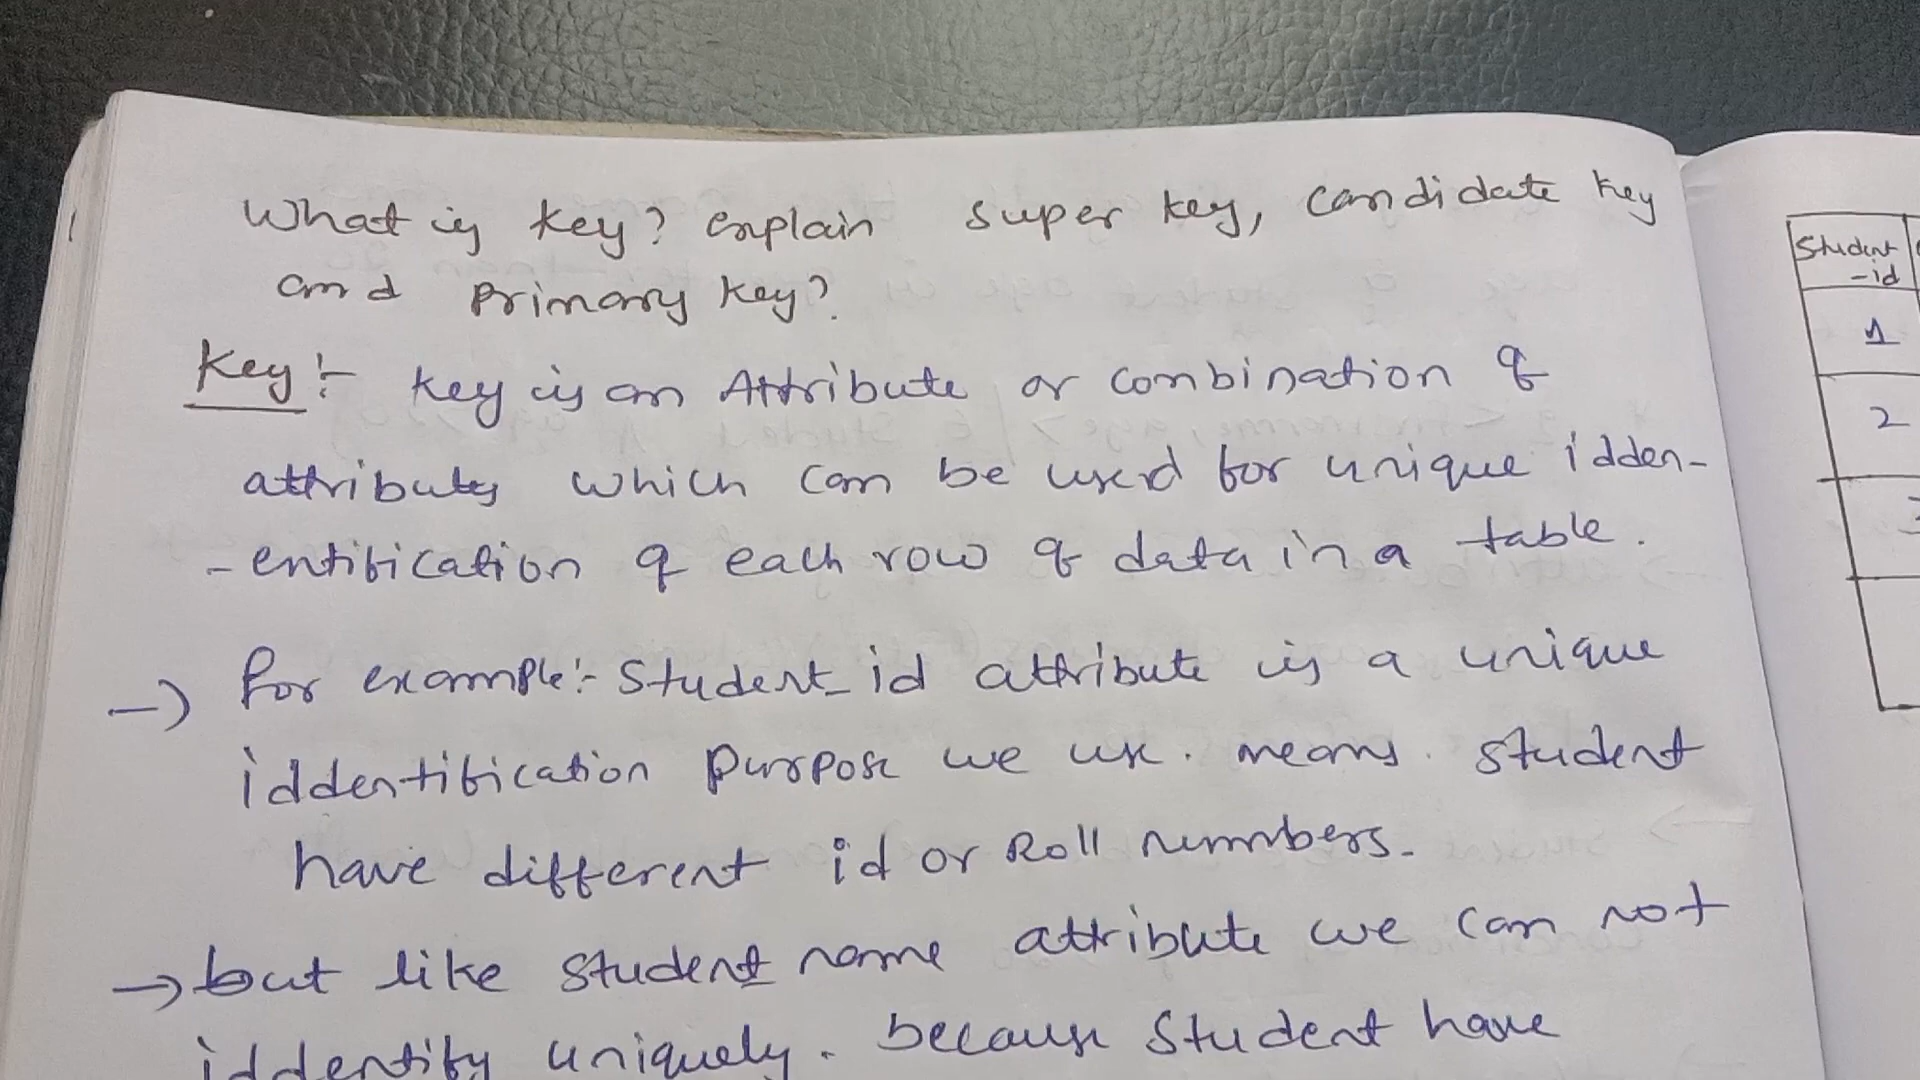 What is key? explain super key, candidate key
and primary key?
Key :- key is an Attribute or combination of
attributes which can be used for unique idden-
-entification of each row of data in a table.
-> for example:- Student_id attribute is a unique
iddentification purpose we use. means student
have different id or Roll numbers.
-> but like student name attribute we can not
iddentify uniquely. because student have
Student
-id
1
2